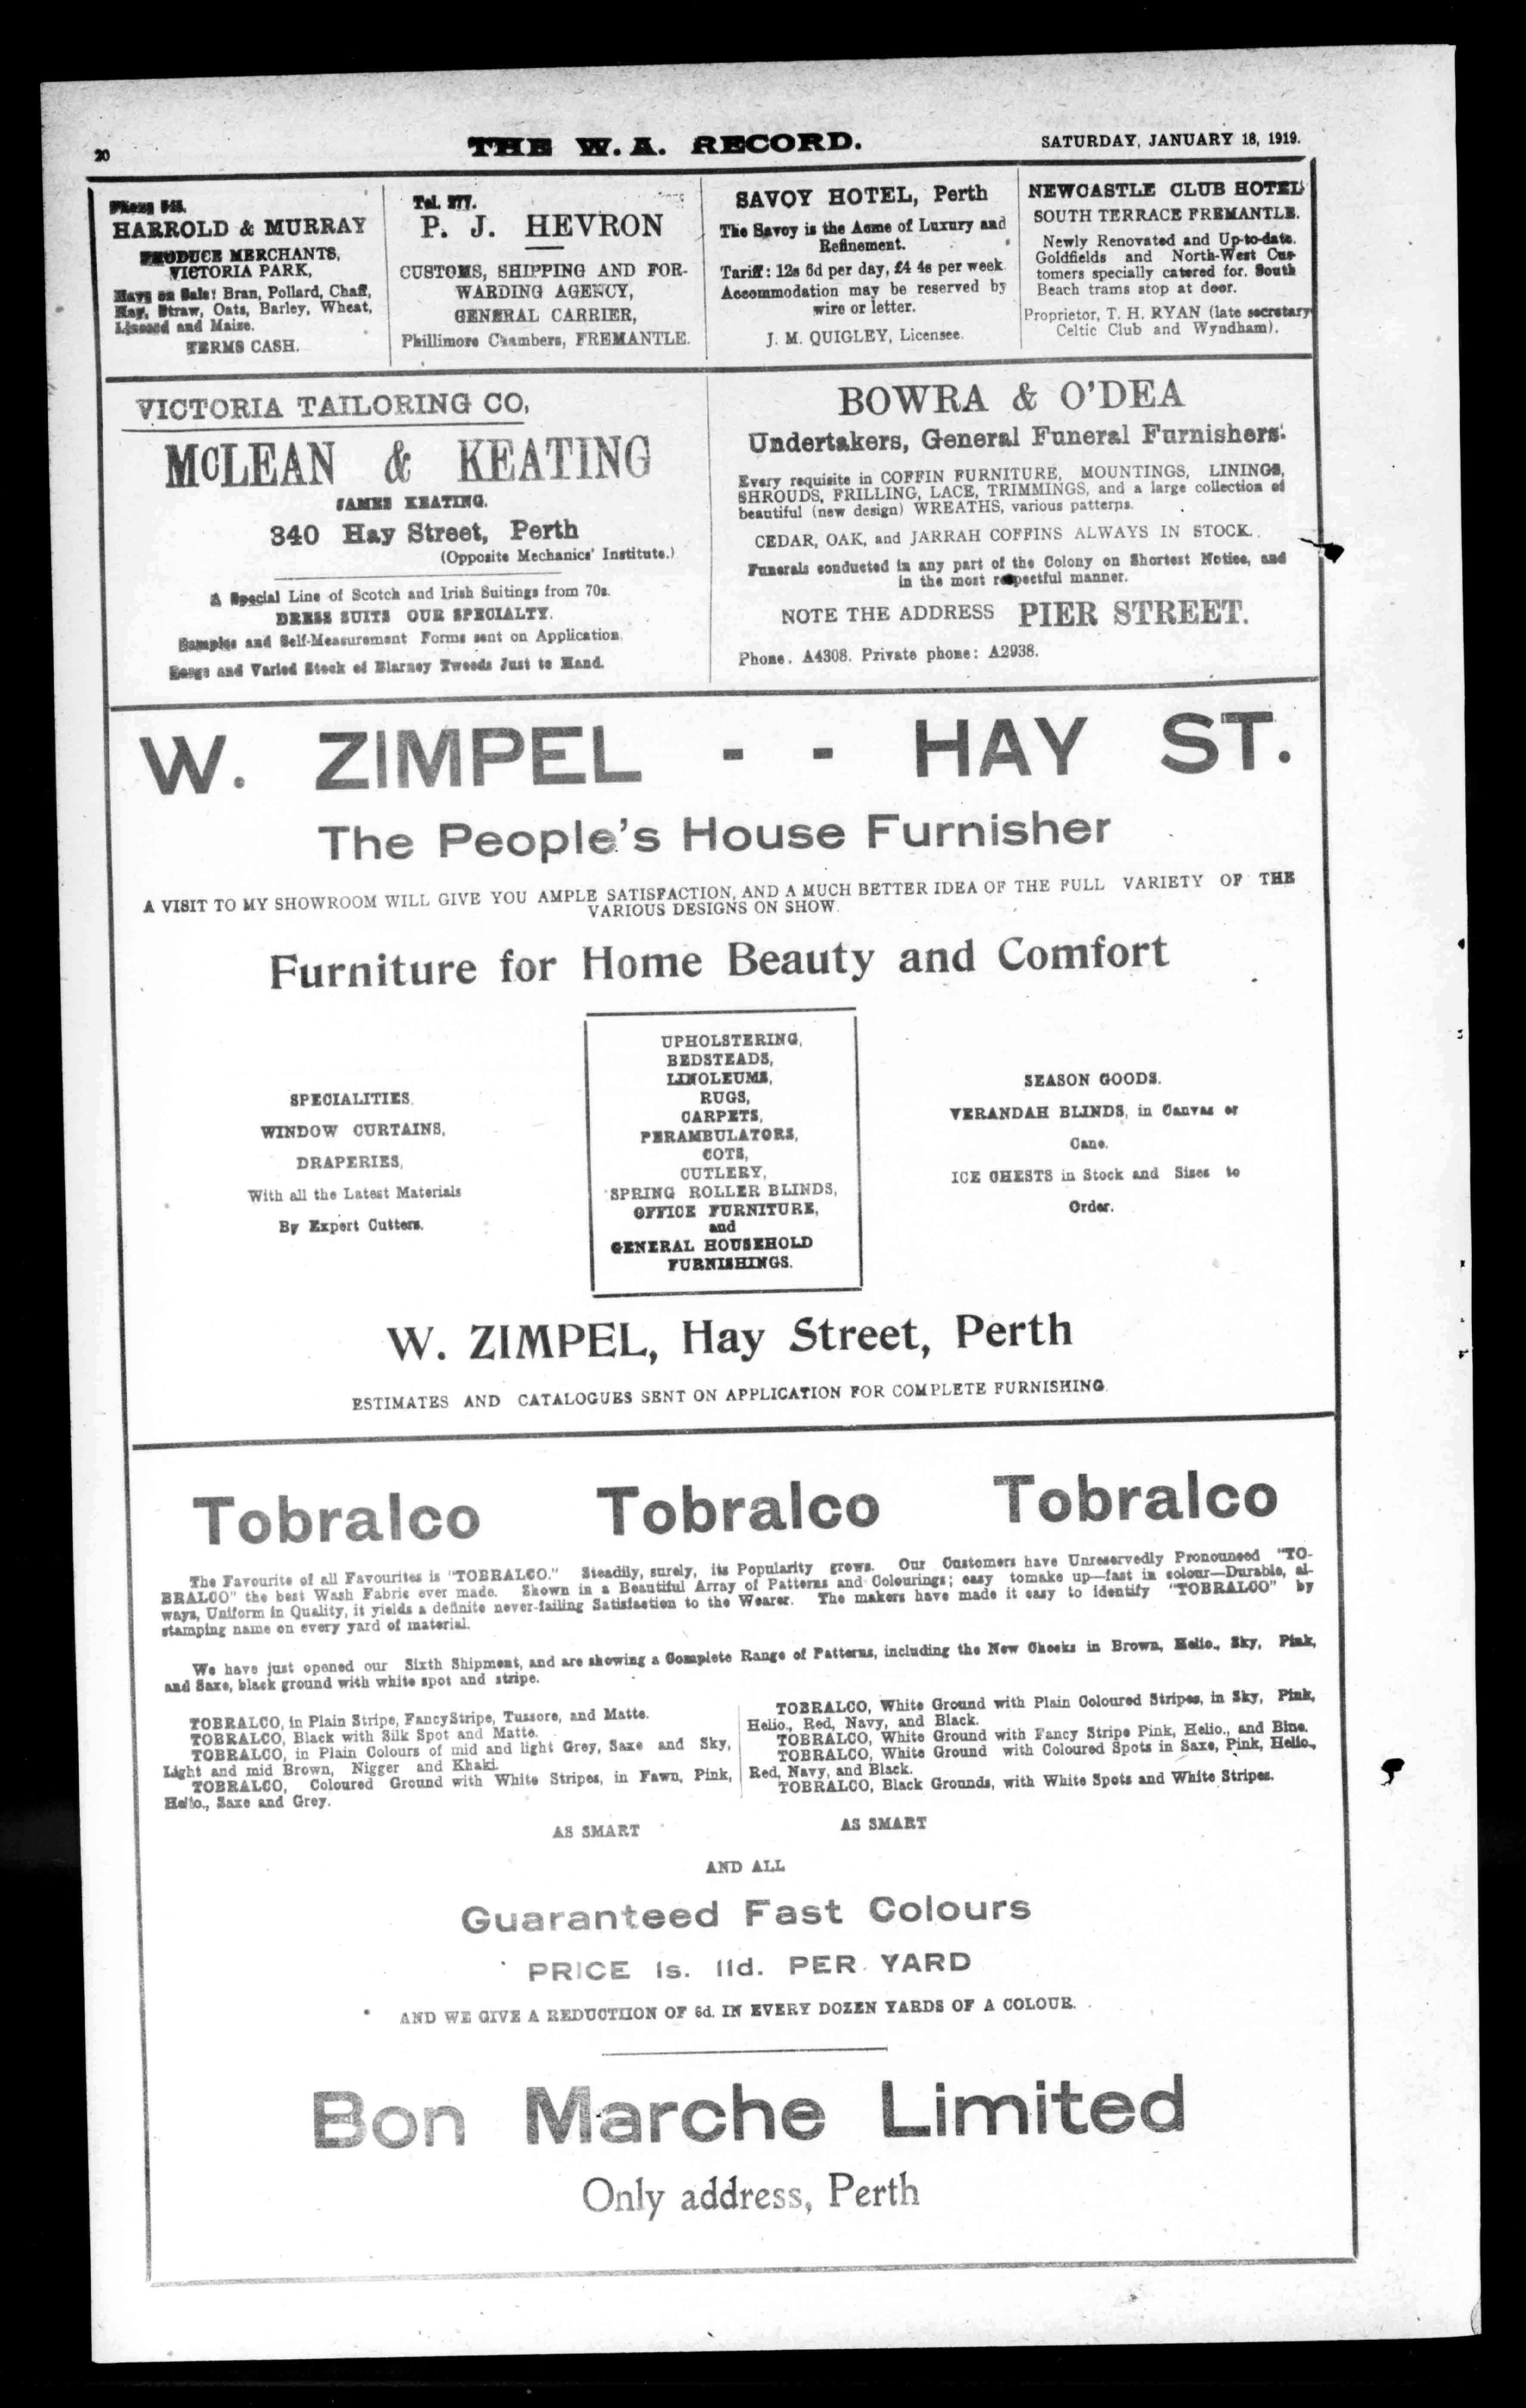 20
THE W. A. RECORD.
SATURDAY, JANUARY 18, 1919.
HARROLD & MURRAY
PRODUCE MERCHANTS,
VICTORIA PARK,
Have on Sale: Bran, Pollard, Chaff,
Hay, Straw, Oats, Barley, Wheat,
Linseed and Maize.
TERMS CASH.
Tel. 277.
P. J. HEVRON
CUSTOMS, SHIPPING AND FOR-
WARDING AGENCY,
GENERAL CARRIER,
Phillimore Chambers, FREMANTLE.
SAVOY HOTEL, Perth
The Savoy is the Acme of Luxury and
Refinement.
Tariff: 12s 6d per day, £4 4s per week.
Accommodation may be reserved by
wire or letter.
J. M. QUIGLEY, Licensee.
NEWCASTLE CLUB HOTEL
SOUTH TERRACE FREMANTLE.
Newly Renovated and Up-to-date.
Goldfields and North-West Cus-
tomers specially catered for. South
Beach trams stop at door.
Proprietor, T. H. RYAN (late secretary
Celtic Club and Wyndham).
VICTORIA TAILORING CO,
McLEAN & KEATING
JAMES KEATING.
340 Hay Street, Perth
(Opposite Mechanics' Institute.)
A Special Line of Scotch and Irish Suitings from 70s.
DRESS SUITS OUR SPECIALTY.
Samples and Self-Measurement Forms sent on Application.
Large and Varied Stock of Blarney Tweeds Just to Hand.
BOWRA & O'DEA
Undertakers, General Funeral Furnishers.
Every requisite in COFFIN FURNITURE, MOUNTINGS, LININGS,
SHROUDS, FRILLING, LACE, TRIMMINGS, and a large collection of
beautiful (new design) WREATHS, various patterns.
CEDAR, OAK, and JARRAH COFFINS ALWAYS IN STOCK.
Funerals conducted in any part of the Colony on Shortest Notice, and
in the most respectful manner.
NOTE THE ADDRESS PIER STREET.
Phone. A4308. Private phone: A2938.
W. ZIMPEL - - HAY ST.
The People's House Furnisher
A VISIT TO MY SHOWROOM WILL GIVE YOU AMPLE SATISFACTION, AND A MUCH BETTER IDEA OF THE FULL VARIETY OF THE
VARIOUS DESIGNS ON SHOW.
Furniture for Home Beauty and Comfort
SPECIALITIES.
WINDOW CURTAINS,
DRAPERIES,
With all the Latest Materials
By Expert Cutters.
UPHOLSTERING,
BEDSTEADS,
LINOLEUMS,
RUGS,
CARPETS,
PERAMBULATORS,
COTS,
CUTLERY,
SPRING ROLLER BLINDS,
OFFICE FURNITURE,
and
GENERAL HOUSEHOLD
FURNISHINGS.
SEASON GOODS.
VERANDAH BLINDS, in Canvas or
Cane.
ICE CHESTS in Stock and Sizes to
Order.
W. ZIMPEL, Hay Street, Perth
ESTIMATES AND CATALOGUES SENT ON APPLICATION FOR COMPLETE FURNISHING.
Tobralco Tobralco Tobralco
The Favourite of all Favourites is "TOBRALCO." Steadily, surely, its Popularity grows. Our Customers have Unreservedly Pronounced "TO-
BRALCO" the best Wash Fabric ever made. Shown in a Beautiful Array of Patterns and Colourings; easy tomake up—fast in colour—Durable, al-
ways, Uniform in Quality, it yields a definite never-failing Satisfaction to the Wearer. The makers have made it easy to identify "TOBRALCO" by
stamping name on every yard of material.
We have just opened our Sixth Shipment, and are showing a Complete Range of Patterns, including the New Checks in Brown, Helio., Sky, Pink,
and Saxe, black ground with white spot and stripe.
TOBRALCO, in Plain Stripe, FancyStripe, Tussore, and Matte.
TOBRALCO, Black with Silk Spot and Matte.
TOBRALCO, in Plain Colours of mid and light Grey, Saxe and Sky,
Light and mid Brown, Nigger and Khaki.
TOBRALCO, Coloured Ground with White Stripes, in Fawn, Pink,
Helio., Saxe and Grey.
TOBRALCO, White Ground with Plain Coloured Stripes, in Sky, Pink,
Helio., Red, Navy, and Black.
TOBRALCO, White Ground with Fancy Stripe Pink, Helio., and Blue.
TOBRALCO, White Ground with Coloured Spots in Saxe, Pink, Helio.,
Red, Navy, and Black.
TOBRALCO, Black Grounds, with White Spots and White Stripes.
AS SMART AS SMART
AND ALL
Guaranteed Fast Colours
PRICE 1s. 11d. PER YARD
AND WE GIVE A REDUCTIION OF 6d. IN EVERY DOZEN YARDS OF A COLOUR.
Bon Marche Limited
Only address, Perth